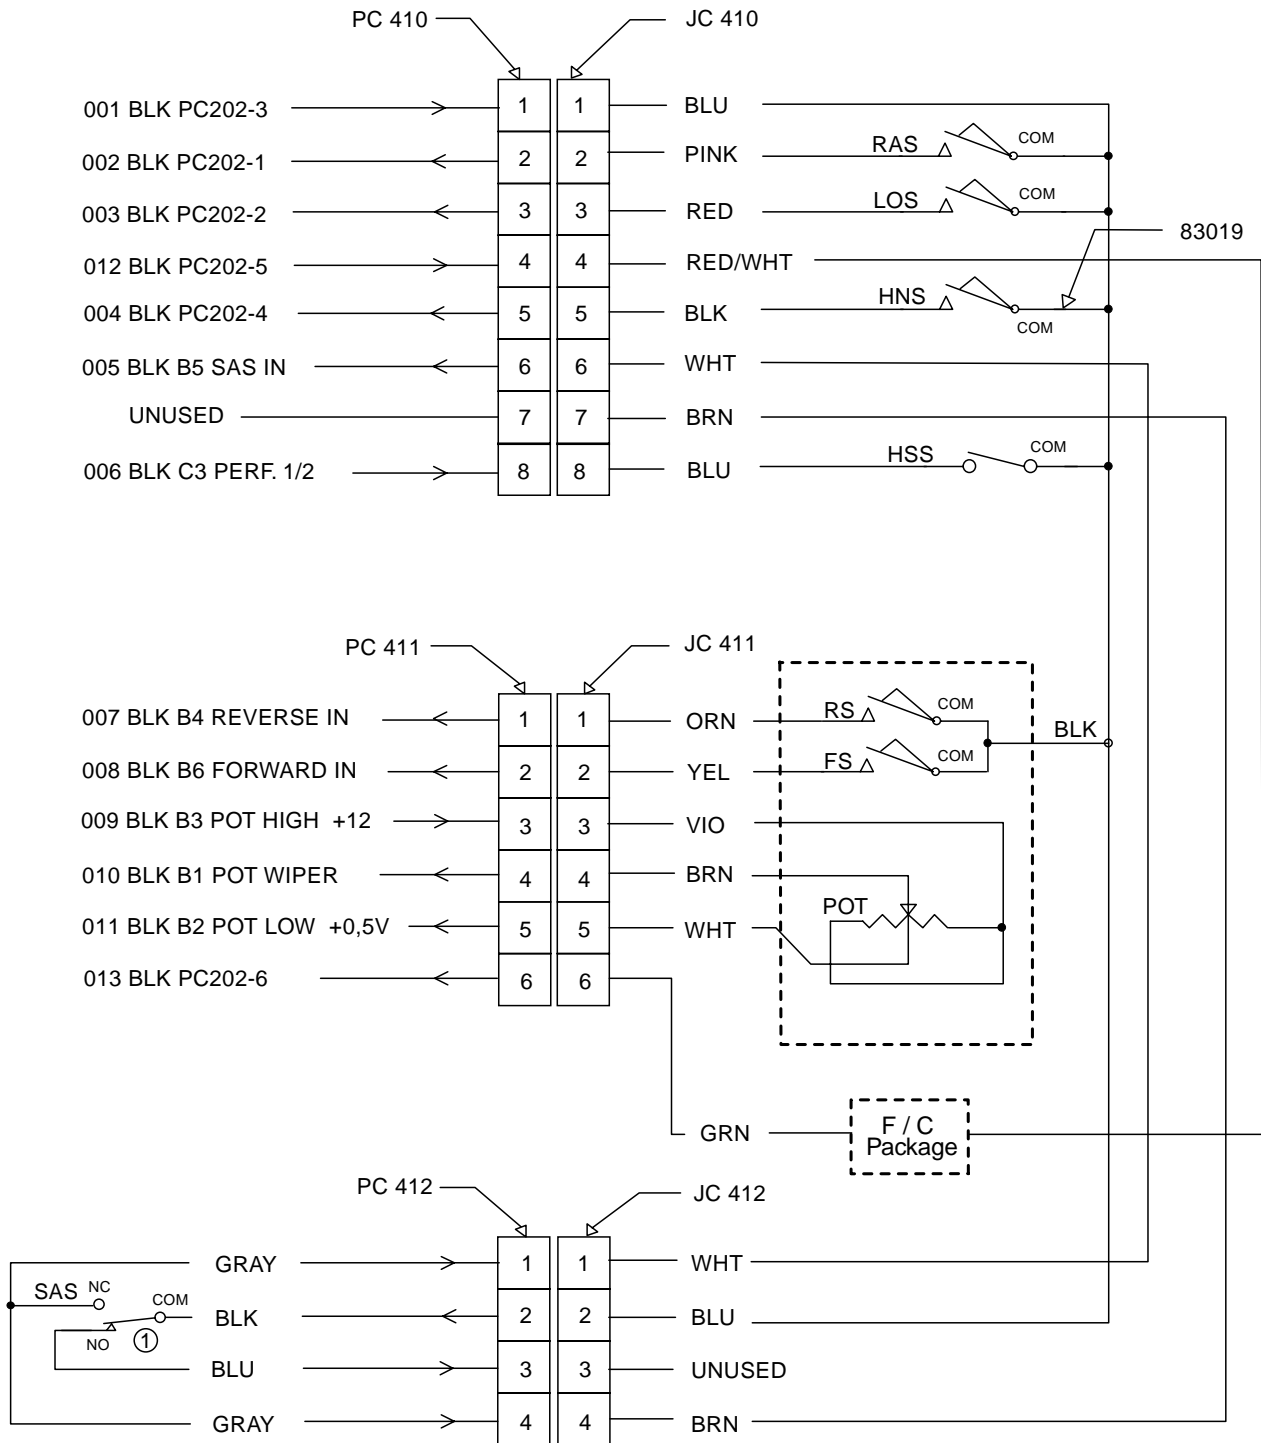 PC 410 JC 410
001 BLK PC202-3 1 1 BLU
002 BLK PC202-1 2 2 PINK RAS COM
003 BLK PC202-2 3 3 RED LOS COM
83019
012 BLK PC202-5 4 4 RED/WHT
004 BLK PC202-4 5 5 BLK HNS COM
005 BLK B5 SAS IN 6 6 WHT
UNUSED 7 7 BRN
006 BLK C3 PERF. 1/2 8 8 BLU HSS COM
PC 411 JC 411
007 BLK B4 REVERSE IN 1 1 ORN RS COM
BLK
008 BLK B6 FORWARD IN 2 2 YEL FS COM
009 BLK B3 POT HIGH +12 3 3 VIO
010 BLK B1 POT WIPER 4 4 BRN
POT
011 BLK B2 POT LOW +0,5V 5 5 WHT
013 BLK PC202-6 6 6
GRN F / C
Package
PC 412 JC 412
GRAY 1 1 WHT
SAS NC COM
BLK 2 2 BLU
NO 1
BLU 3 3 UNUSED
GRAY 4 4 BRN